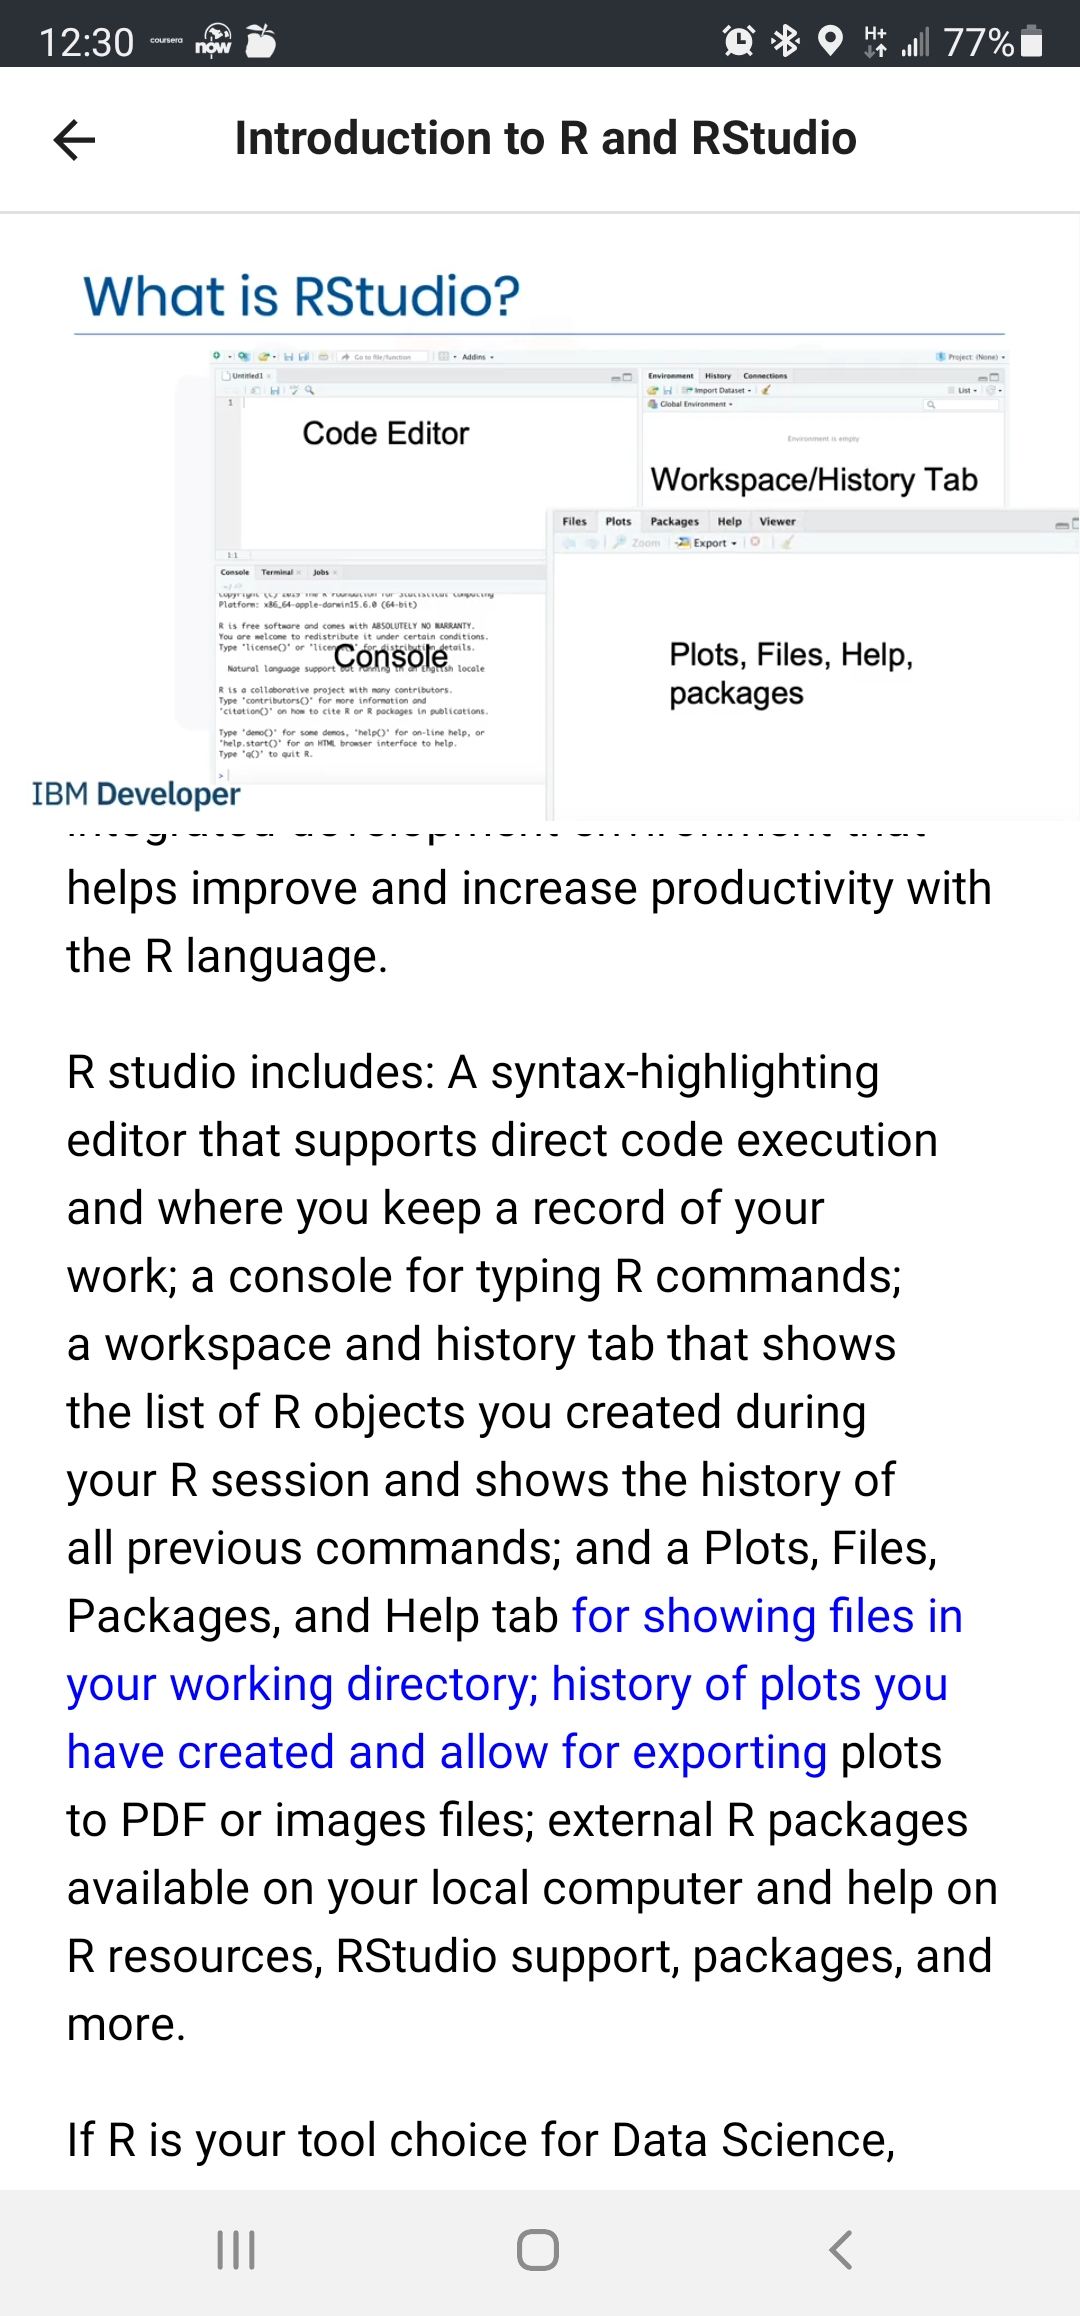 12:30 coursera now H+ 77%
Introduction to R and RStudio
What is RStudio?
Go to file/function Addins Project: (None)
Untitled1
Environment History Connections
Import Dataset List
Global Environment
1
Code Editor
Environment is empty
Workspace/History Tab
Files Plots Packages Help Viewer
Zoom Export
1:1
Console Terminal Jobs
Platform: x86_64-apple-darwin15.6.0 (64-bit)
R is free software and comes with ABSOLUTELY NO WARRANTY.
You are welcome to redistribute it under certain conditions.
Type 'license()' or 'licence()' for distribution details.
Console
Natural language support but running in an English locale
R is a collaborative project with many contributors.
Type 'contributors()' for more information and
'citation()' on how to cite R or R packages in publications.
Type 'demo()' for some demos, 'help()' for on-line help, or
'help.start()' for an HTML browser interface to help.
Type 'q()' to quit R.
>
Plots, Files, Help,
packages
IBM Developer
integrated development environment that
helps improve and increase productivity with
the R language.
R studio includes: A syntax-highlighting
editor that supports direct code execution
and where you keep a record of your
work; a console for typing R commands;
a workspace and history tab that shows
the list of R objects you created during
your R session and shows the history of
all previous commands; and a Plots, Files,
Packages, and Help tab for showing files in
your working directory; history of plots you
have created and allow for exporting plots
to PDF or images files; external R packages
available on your local computer and help on
R resources, RStudio support, packages, and
more.
If R is your tool choice for Data Science,